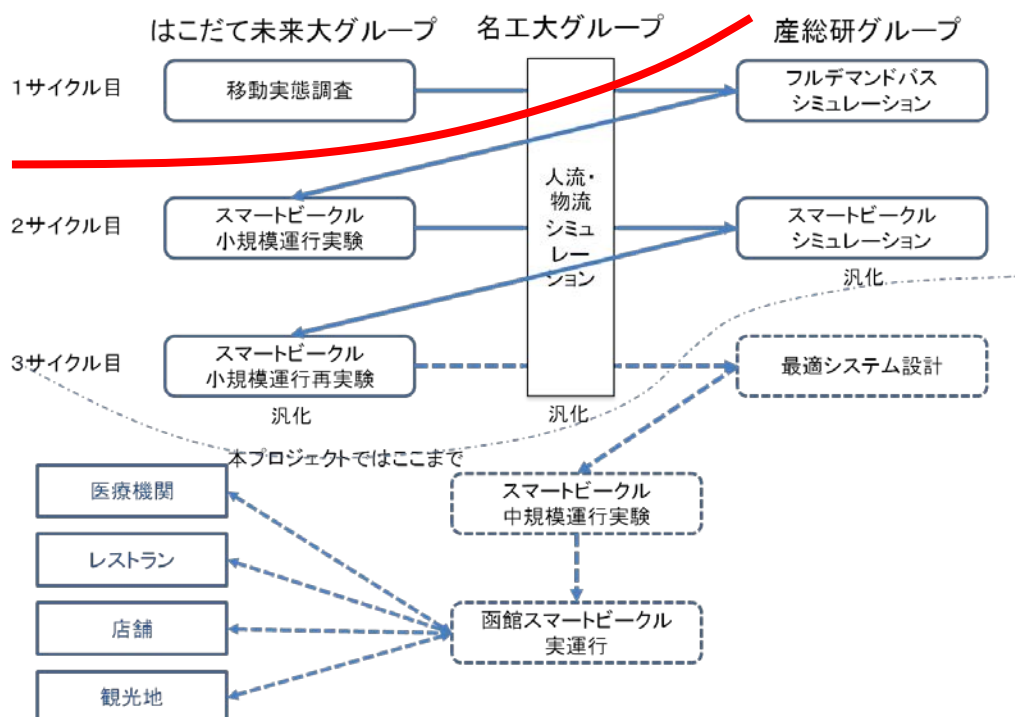 はこだて未来大グループ
名工大グループ
産総研グループ
1サイクル目
移動実態調査
フルデマンドバス
シミュレーション
人流・
物流
シミュ
レー
ション
2サイクル目
スマートビークル
小規模運行実験
スマートビークル
シミュレーション
汎化
3サイクル目
スマートビークル
小規模運行再実験
最適システム設計
汎化
汎化
本プロジェクトではここまで
医療機関
スマートビークル
中規模運行実験
レストラン
店舗
函館スマートビークル
実運行
観光地